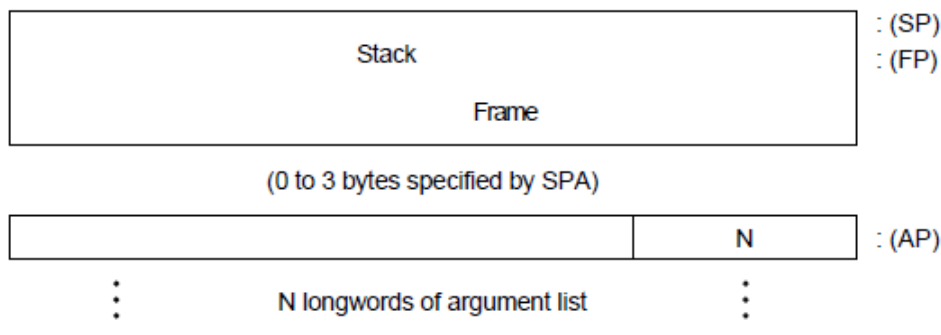 : (SP)
Stack : (FP)
Frame
(0 to 3 bytes specified by SPA)
N : (AP)
N longwords of argument list